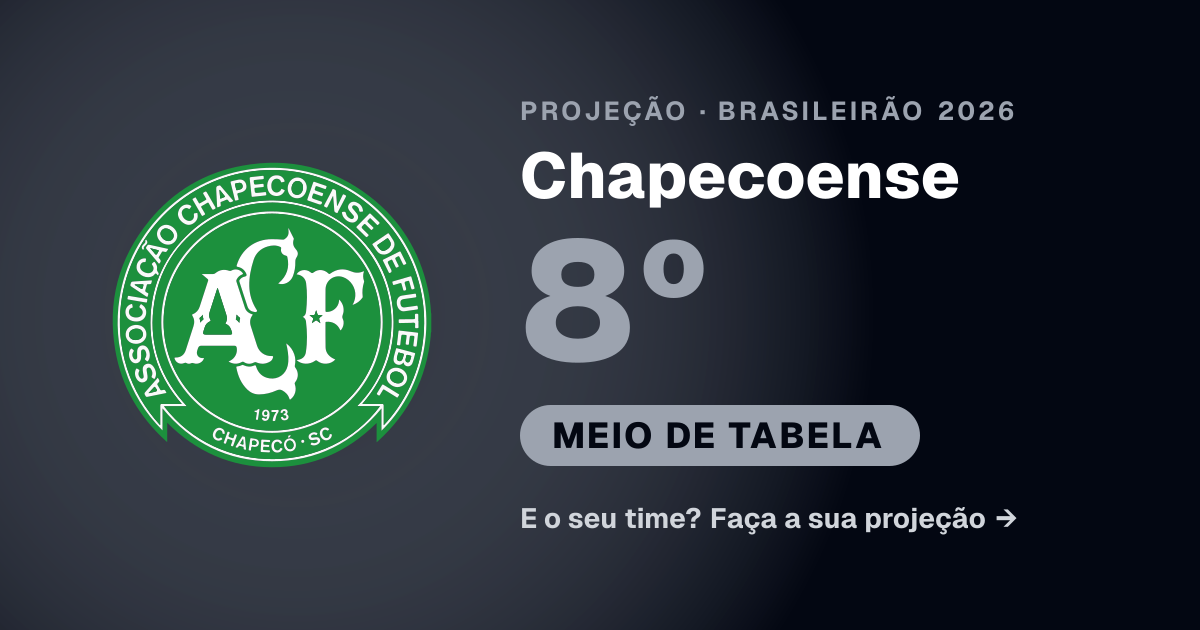 ASSOCIAÇÃO CHAPECOENSE DE FUTEBOL
ACF
1973
CHAPECÓ · SC
PROJEÇÃO · BRASILEIRÃO 2026
Chapecoense
8º
MEIO DE TABELA
E o seu time? Faça a sua projeção →